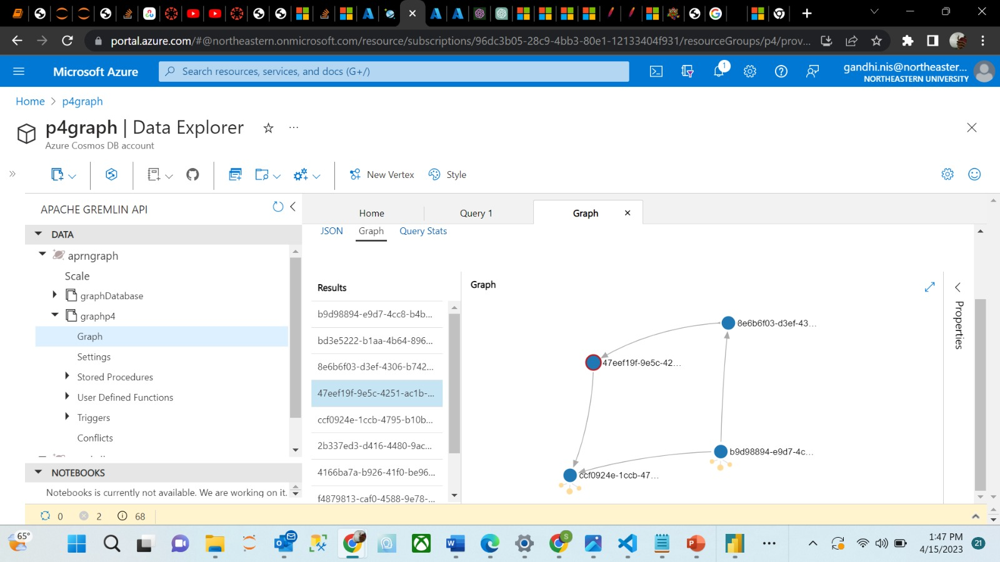 portal.azure.com/#@northeastern.onmicrosoft.com/resource/subscriptions/96dc3b05-28c9-4bb3-80e1-12133404f931/resourceGroups/p4/prov...
Microsoft Azure
Search resources, services, and docs (G+/)
1
gandhi.nis@northeaster...
NORTHEASTERN UNIVERSITY
Home > p4graph
p4graph | Data Explorer
Azure Cosmos DB account
New Vertex
Style
APACHE GREMLIN API
DATA
aprngraph
Scale
graphDatabase
graphp4
Graph
Settings
Stored Procedures
User Defined Functions
Triggers
Conflicts
NOTEBOOKS
Notebooks is currently not available. We are working on it.
Home
Query 1
Graph
JSON
Graph
Query Stats
Results
b9d98894-e9d7-4cc8-b4b...
bd3e5222-b1aa-4b64-896...
8e6b6f03-d3ef-4306-b742...
47eef19f-9e5c-4251-ac1b-...
ccf0924e-1ccb-4795-b10b...
2b337ed3-d416-4480-9ac...
4166ba7a-b926-41f0-be96...
f4879813-caf0-4588-9e78-...
Graph
8e6b6f03-d3ef-43...
47eef19f-9e5c-42...
b9d98894-e9d7-4c...
ccf0924e-1ccb-47...
Properties
0
2
68
65°
1:47 PM
4/15/2023
21